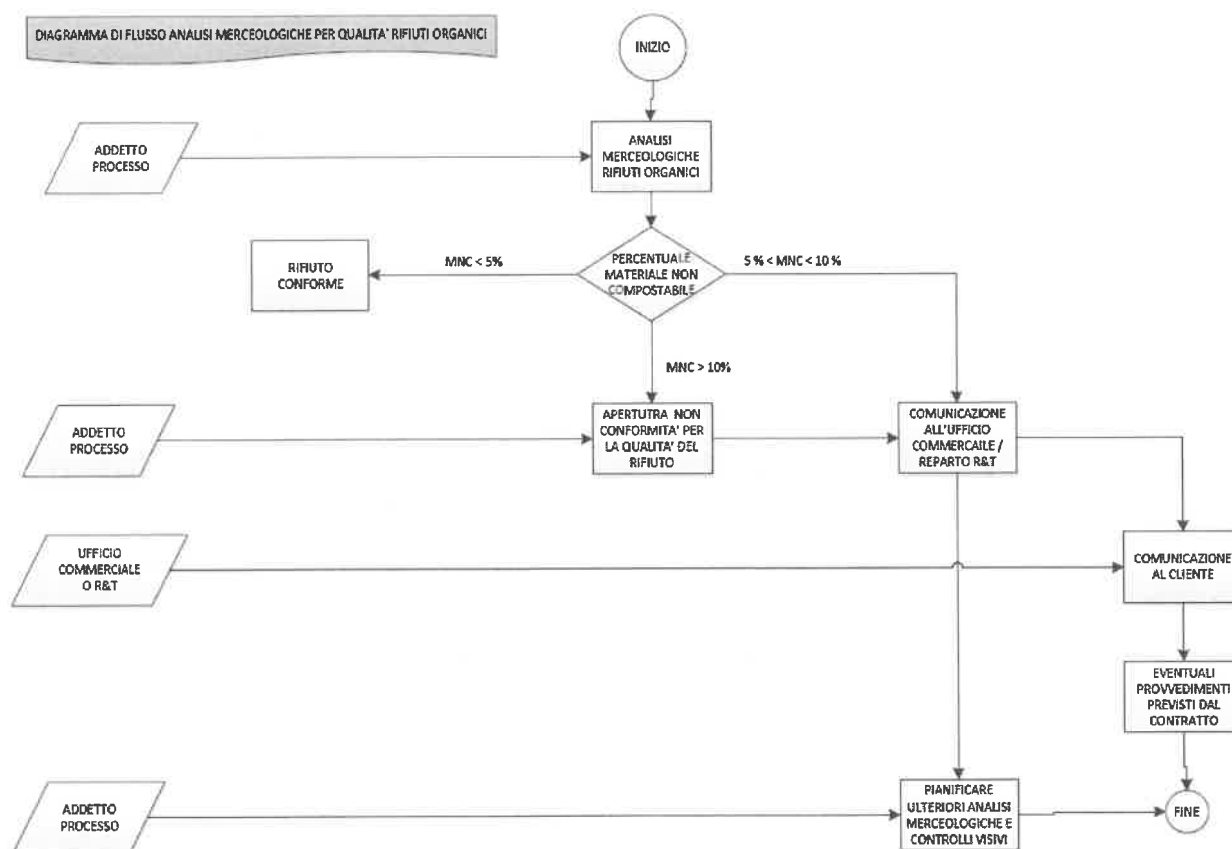 DIAGRAMMA DI FLUSSO ANALISI MERCEOLOGICHE PER QUALITA' RIFIUTI ORGANICI
INIZIO
ADDETTO
PROCESSO
ANALISI
MERCEOLOGICHE
RIFIUTI ORGANICI
RIFIUTO
CONFORME
MNC < 5%
PERCENTUALE
MATERIALE NON
COMPOSTABILE
5 % < MNC < 10 %
MNC > 10%
ADDETTO
PROCESSO
APERTUTRA NON
CONFORMITA' PER
LA QUALITA' DEL
RIFIUTO
COMUNICAZIONE
ALL'UFFICIO
COMMERCAILE /
REPARTO R&T
UFFICIO
COMMERCIALE
O R&T
COMUNICAZIONE
AL CLIENTE
EVENTUALI
PROVVEDIMENTI
PREVISTI DAL
CONTRATTO
ADDETTO
PROCESSO
PIANIFICARE
ULTERIORI ANALISI
MERCEOLOGICHE E
CONTROLLI VISIVI
FINE